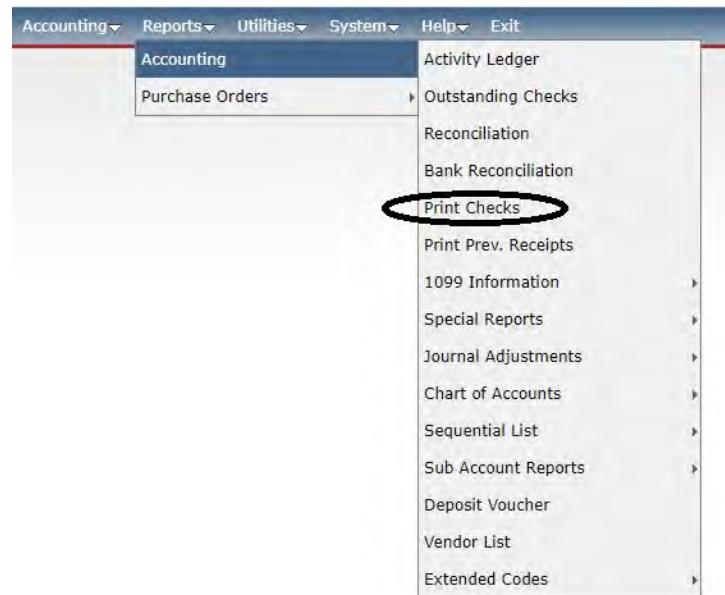 Accounting Reports Utilities System Help Exit
Accounting
Purchase Orders
Activity Ledger
Outstanding Checks
Reconciliation
Bank Reconciliation
Print Checks
Print Prev. Receipts
1099 Information
Special Reports
Journal Adjustments
Chart of Accounts
Sequential List
Sub Account Reports
Deposit Voucher
Vendor List
Extended Codes